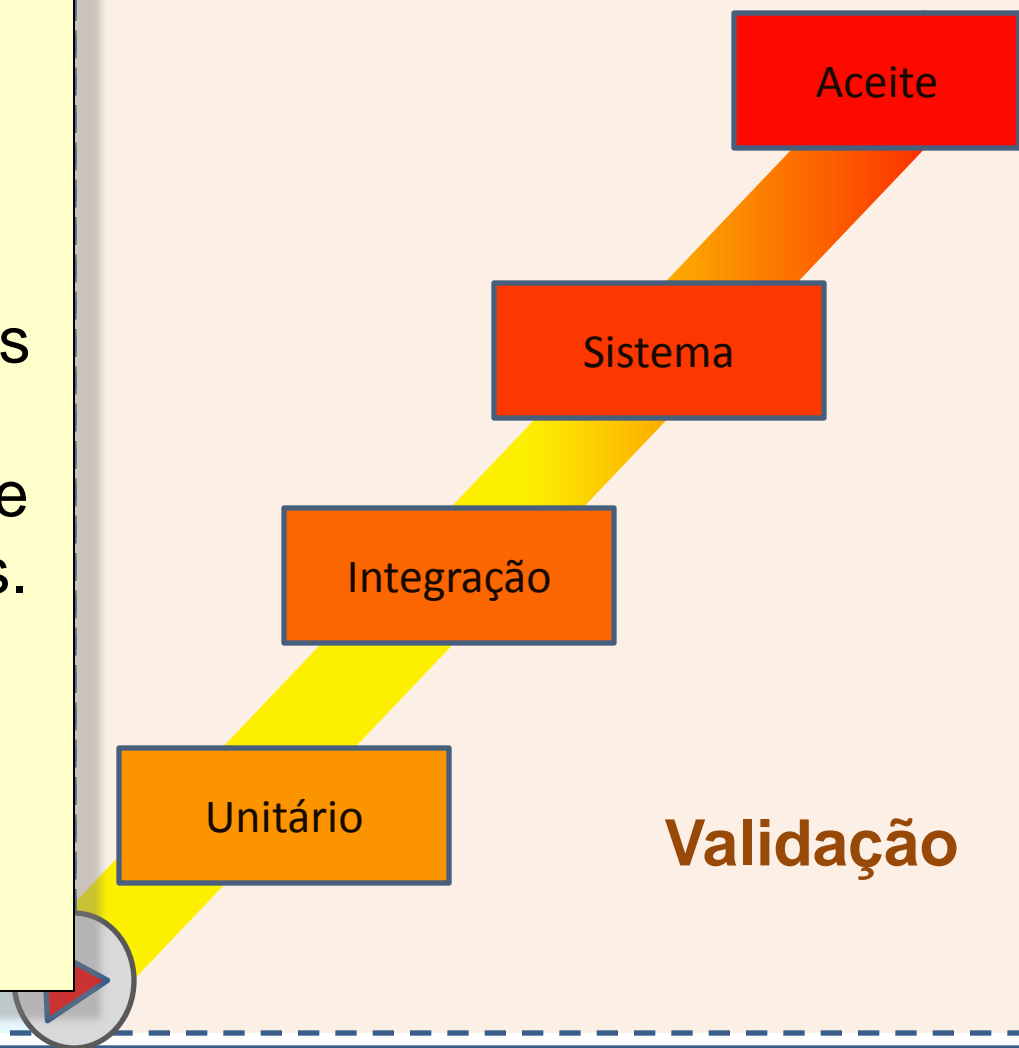 Aceite
s
Sistema
e
s.
Integração
Unitário
Validação